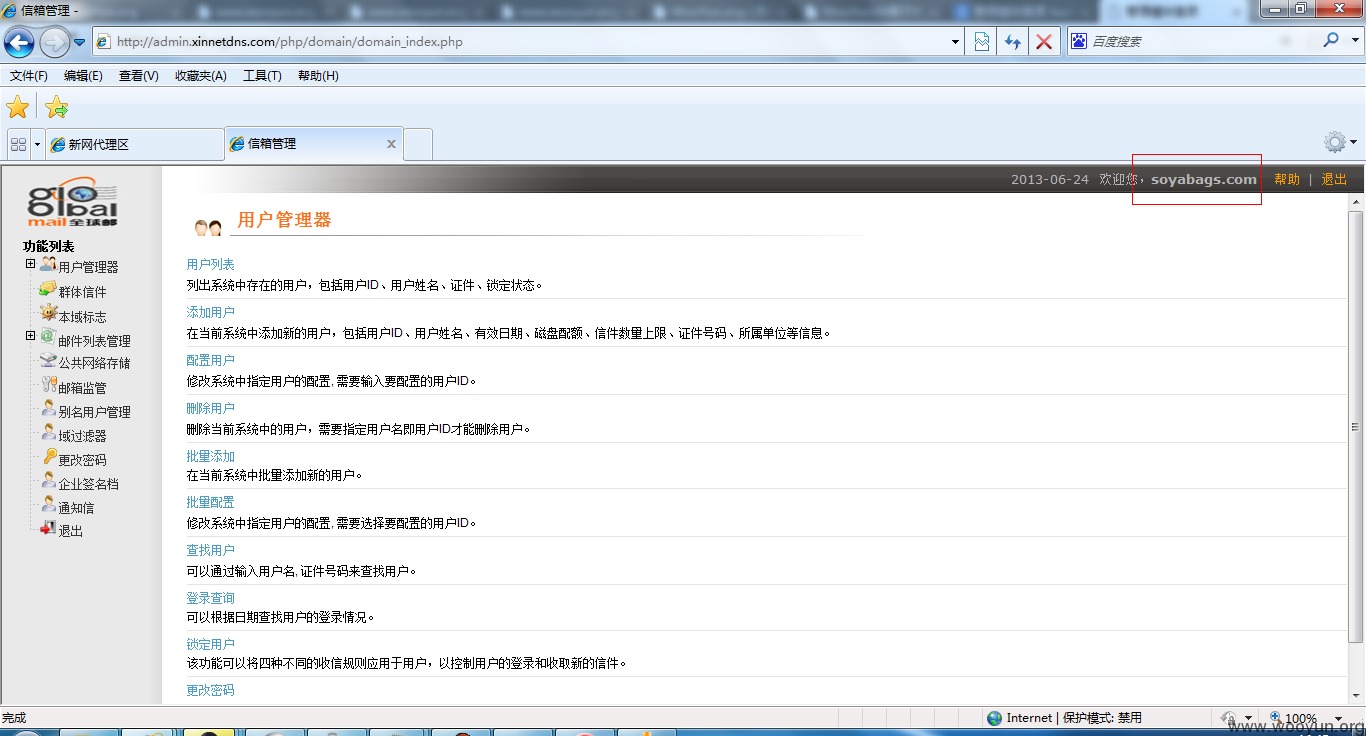 信箱管理 -
http://admin.xinnetdns.com/php/domain/domain_index.php
百度搜索
文件(F) 编辑(E) 查看(V) 收藏夹(A) 工具(T) 帮助(H)
新网代理区
信箱管理
global
mail 全球邮
2013-06-24 欢迎您，soyabags.com 帮助 | 退出
功能列表
用户管理器
群体信件
本域标志
邮件列表管理
公共网络存储
邮箱监管
别名用户管理
域过滤器
更改密码
企业签名档
通知信
退出
用户管理器
用户列表
列出系统中存在的用户，包括用户ID、用户姓名、证件、锁定状态。
添加用户
在当前系统中添加新的用户，包括用户ID、用户姓名、有效日期、磁盘配额、信件数量上限、证件号码、所属单位等信息。
配置用户
修改系统中指定用户的配置,需要输入要配置的用户ID。
删除用户
删除当前系统中的用户，需要指定用户名即用户ID才能删除用户。
批量添加
在当前系统中批量添加新的用户。
批量配置
修改系统中指定用户的配置,需要选择要配置的用户ID。
查找用户
可以通过输入用户名,证件号码来查找用户。
登录查询
可以根据日期查找用户的登录情况。
锁定用户
该功能可以将四种不同的收信规则应用于用户，以控制用户的登录和收取新的信件。
更改密码
完成
Internet | 保护模式: 禁用
100%
www.wooyun.org